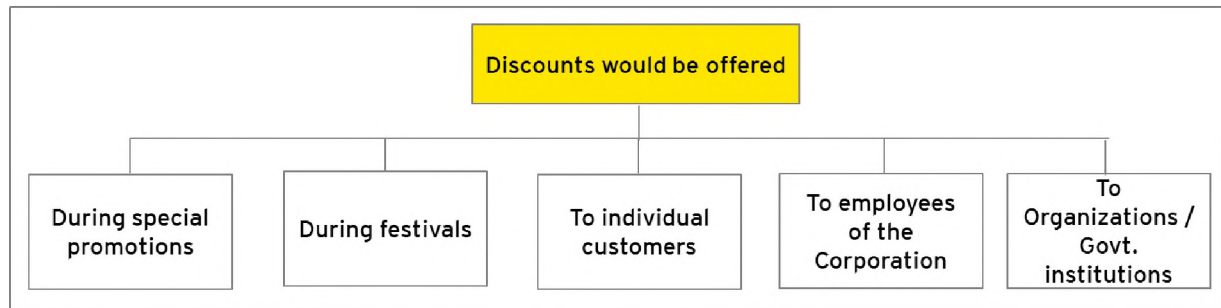 Discounts would be offered
During special
promotions
During festivals
To individual
customers
To employees
of the
Corporation
To
Organizations /
Govt.
institutions